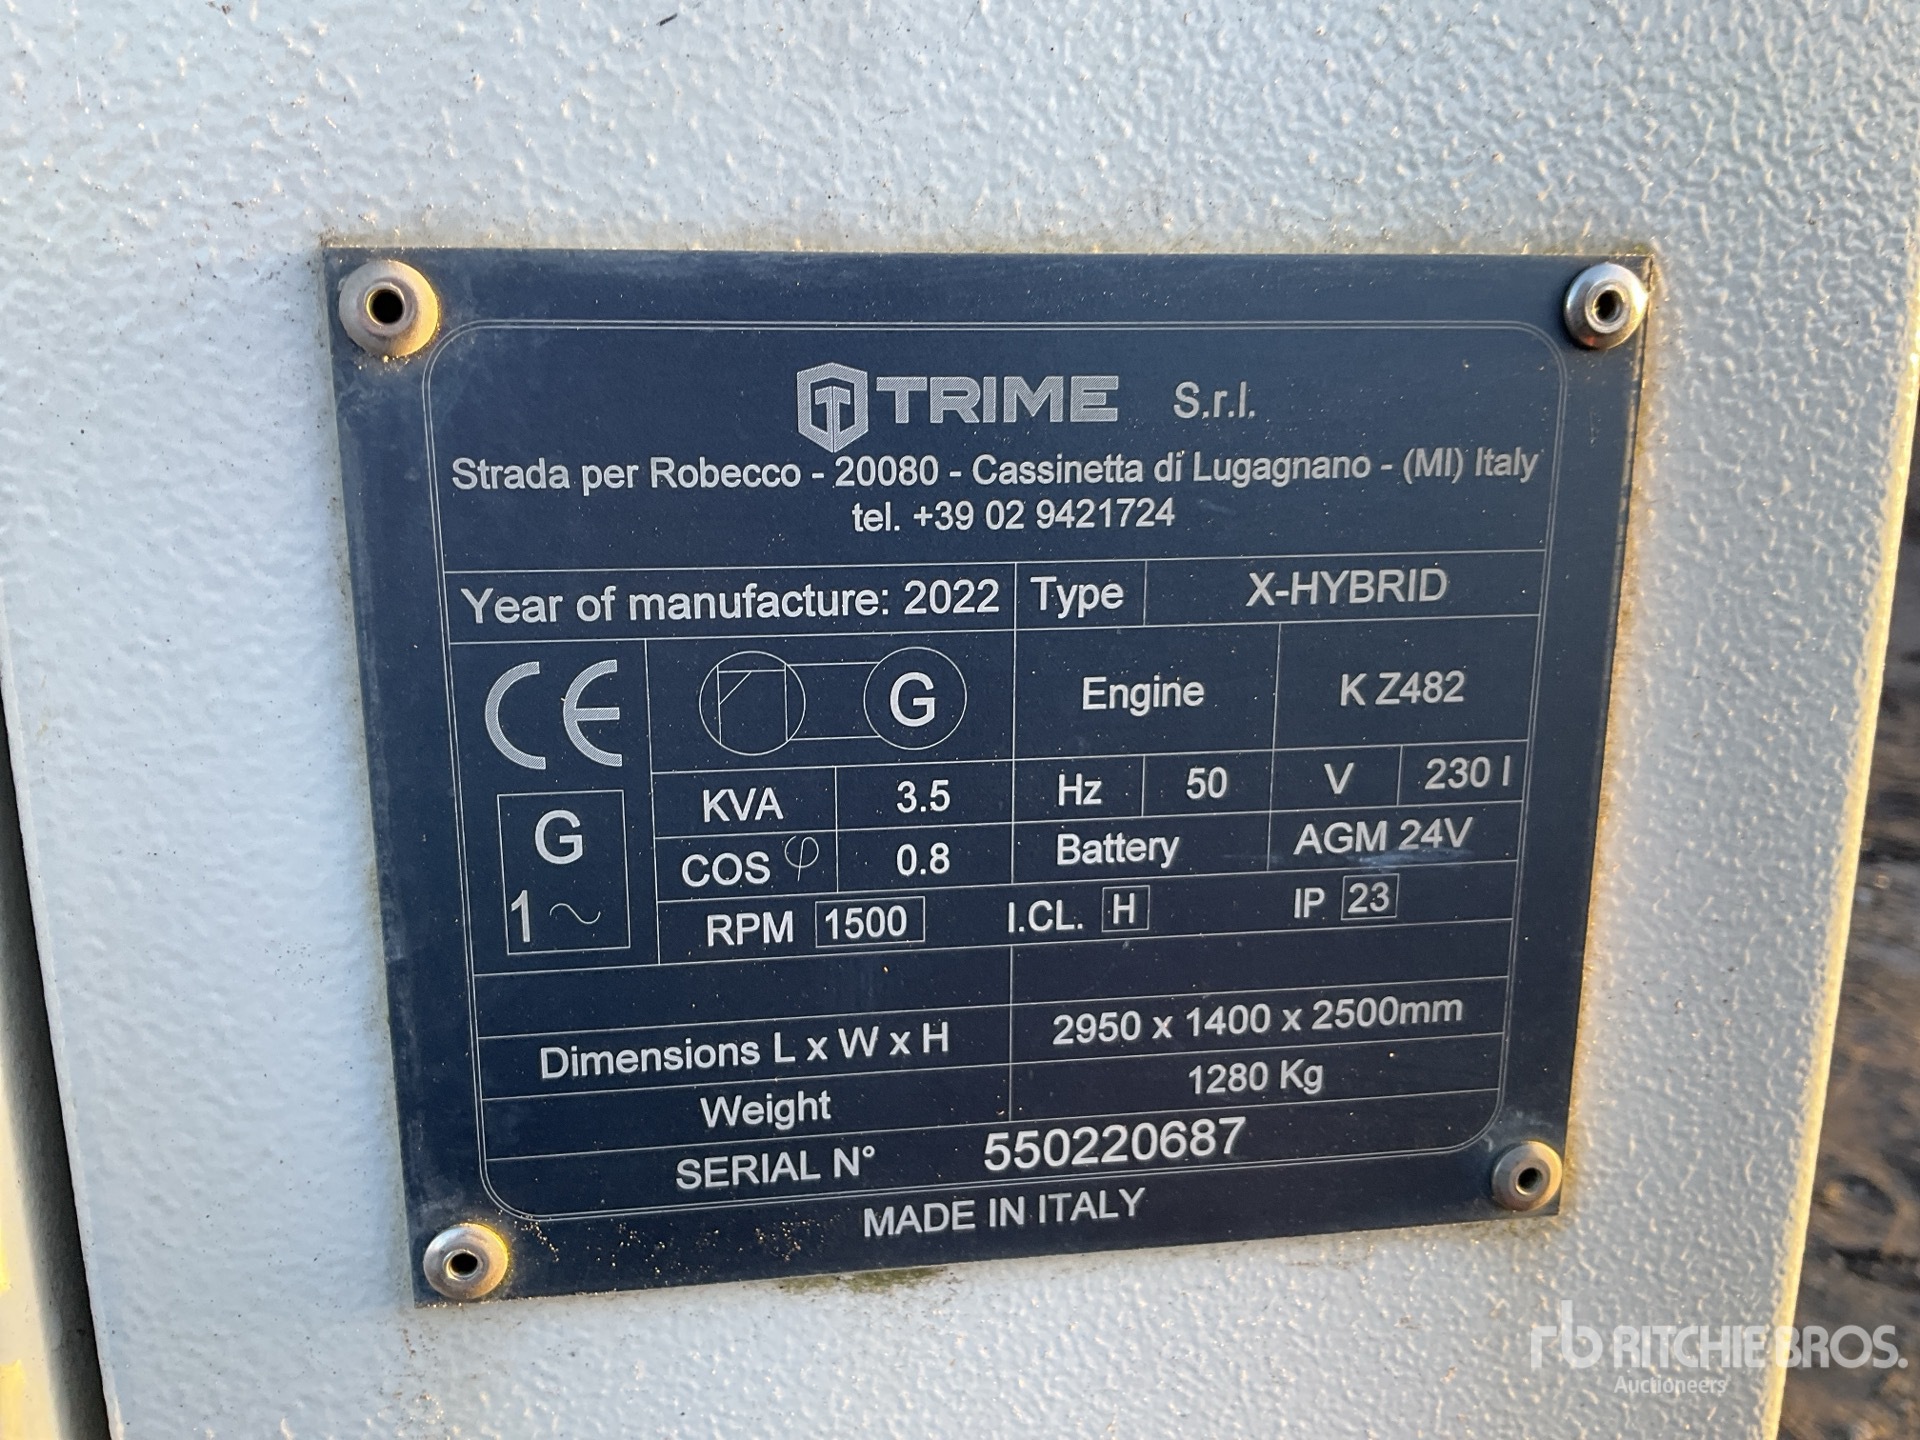 TRIME S.r.l.
Strada per Robecco - 20080 - Cassinetta di Lugagnano - (MI) Italy
tel. +39 02 9421724
Year of manufacture: 2022 Type X-HYBRID
CE G Engine K Z482
KVA 3.5 Hz 50 V 230 I
G COS φ 0.8 Battery AGM 24V
1~ RPM 1500 I.CL. H IP 23
Dimensions L x W x H 2950 x 1400 x 2500mm
Weight 1280 Kg
SERIAL N° 550220687
MADE IN ITALY
rb RITCHIE BROS.
Auctioneers